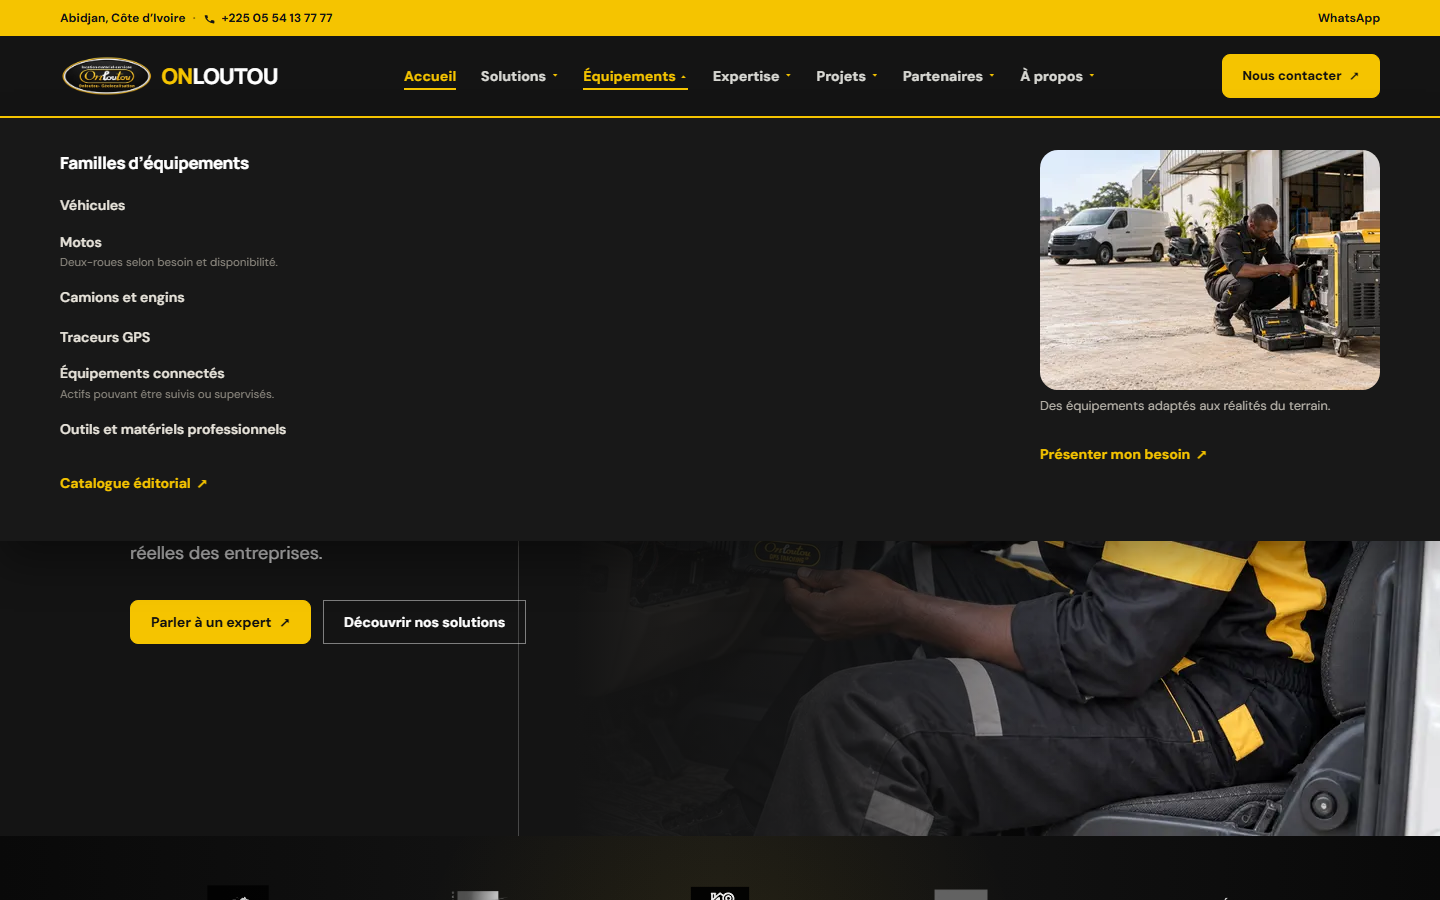 Abidjan, Côte d’Ivoire · +225 05 54 13 77 77
WhatsApp
Onloutou
ONLOUTOU
Accueil
Solutions
Équipements
Expertise
Projets
Partenaires
À propos
Nous contacter ↗
Familles d’équipements
Véhicules
Motos
Deux-roues selon besoin et disponibilité.
Camions et engins
Traceurs GPS
Équipements connectés
Actifs pouvant être suivis ou supervisés.
Outils et matériels professionnels
Catalogue éditorial ↗
Des équipements adaptés aux réalités du terrain.
Présenter mon besoin ↗
réelles des entreprises.
Parler à un expert ↗
Découvrir nos solutions
Onloutou